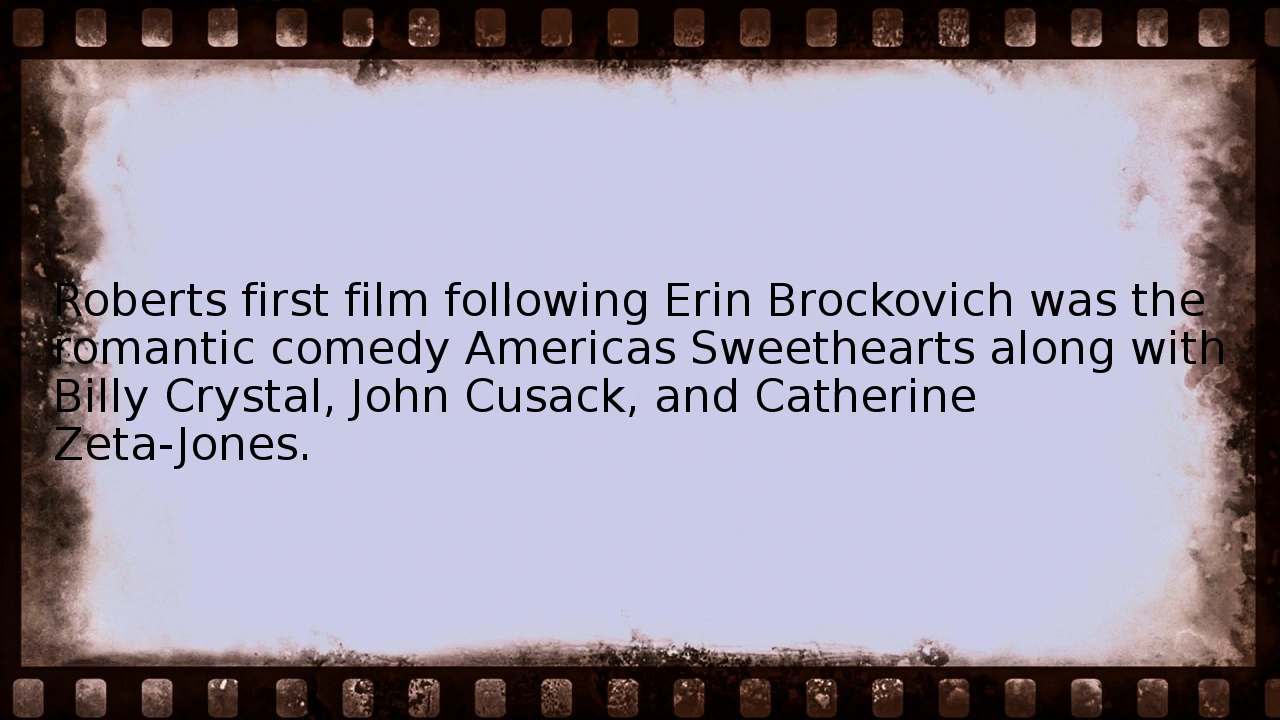 Roberts first film following Erin Brockovich was the
romantic comedy Americas Sweethearts along with
Billy Crystal, John Cusack, and Catherine
Zeta-Jones.